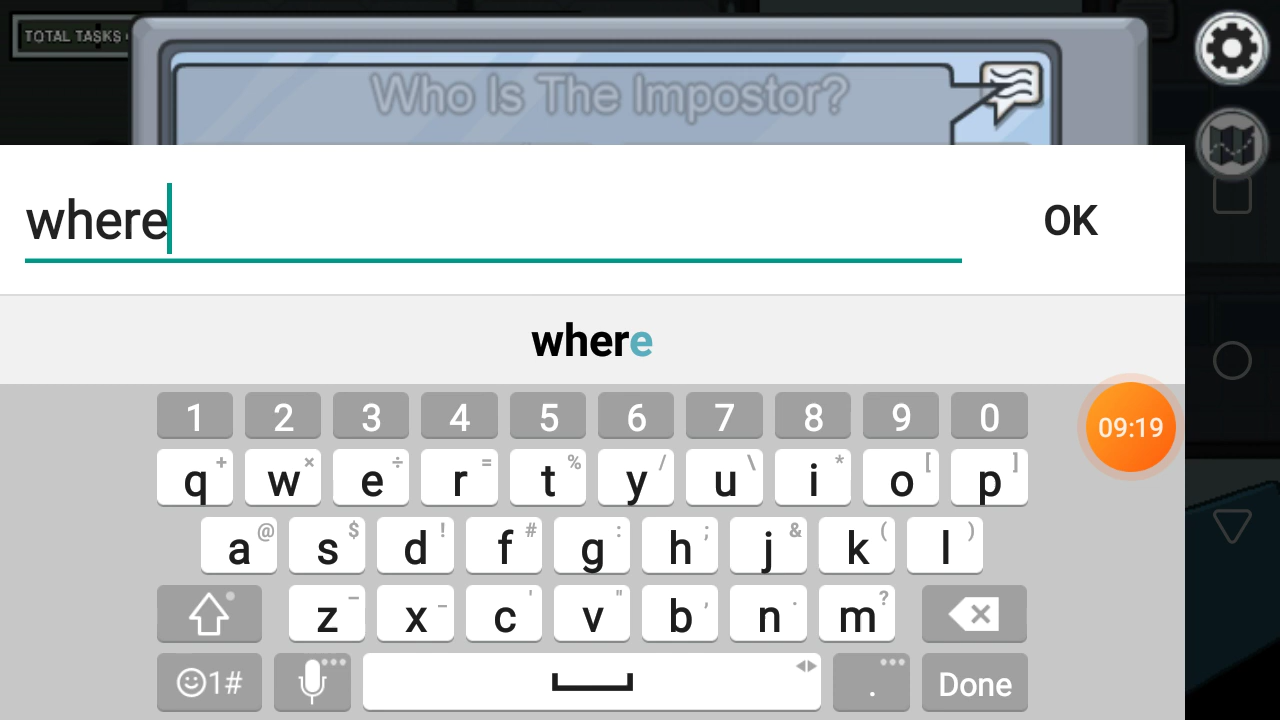 TOTAL TASKS
Who Is The Impostor?
where
OK
where
1 2 3 4 5 6 7 8 9 0
q + w × e ÷ r = t % y / u \ i * o [ p ]
a @ s $ d ! f # g : h ; j & k ( l )
z - x _ c ' v " b , n . m ?
1# . Done
09:19